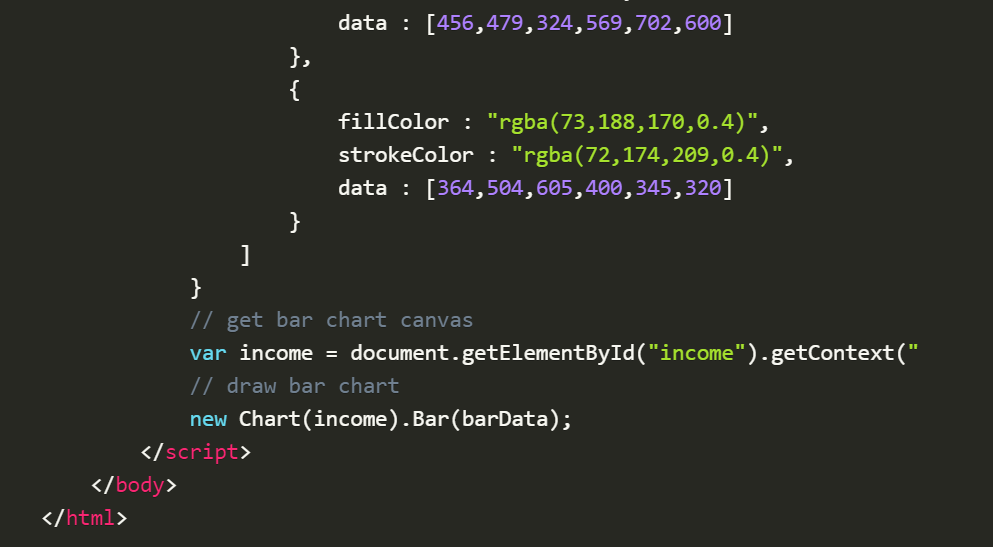 data : [456,479,324,569,702,600]
},
{
fillColor : "rgba(73,188,170,0.4)",
strokeColor : "rgba(72,174,209,0.4)",
data : [364,504,605,400,345,320]
}
]
}
// get bar chart canvas
var income = document.getElementById("income").getContext("
// draw bar chart
new Chart(income).Bar(barData);
</script>
</body>
</html>